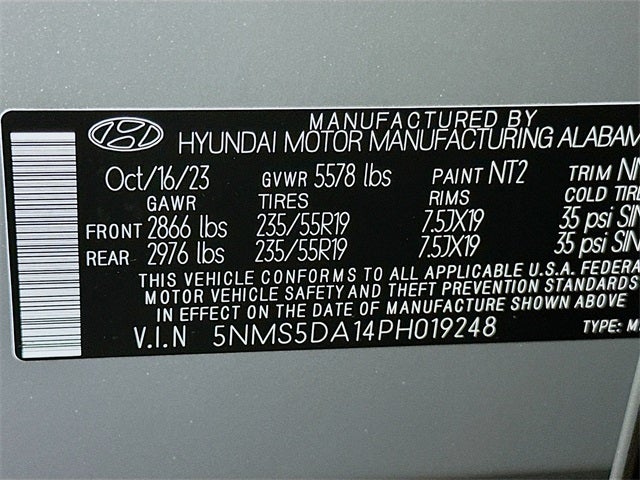 MANUFACTURED BY
HYUNDAI MOTOR MANUFACTURING
Oct/16/23 GVWR 5578 lbs PAINT NT2 TRIM
GAWR TIRES RIMS COLD
FRONT 2866 lbs 235/55R19 7.5JX19 35 psi
REAR 2976 lbs 235/55R19 7.5JX19 35 psi
THIS VEHICLE CONFORMS TO ALL APPLICABLE U.S.A. FEDERA
MOTOR VEHICLE SAFETY AND THEFT PREVENTION STANDARDS
IN EFFECT ON THE DATE OF MANUFACTURE SHOWN ABOVE
V.I.N 5NMS5DA14PH019248 TYPE: